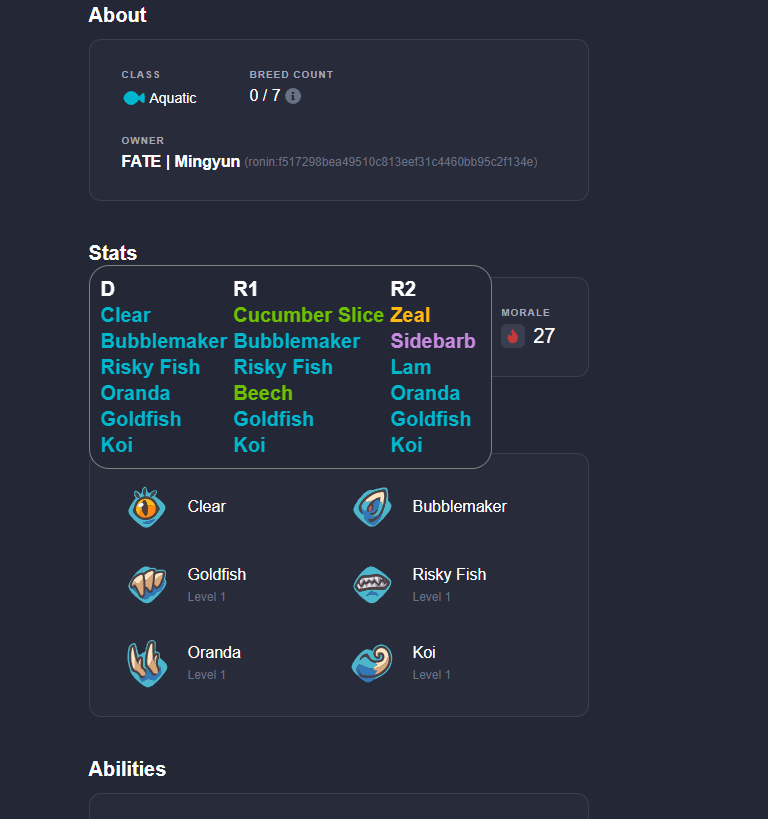 About
CLASS BREED COUNT
Aquatic 0 / 7
OWNER
FATE | Mingyun (ronin:f517298bea49510c813eef31c4460bb95c2f134e)
Stats
D R1 R2
Clear Cucumber Slice Zeal
Bubblemaker Bubblemaker Sidebarb
Risky Fish Risky Fish Lam
Oranda Beech Oranda
Goldfish Goldfish Goldfish
Koi Koi Koi
MORALE
27
Clear Bubblemaker
Goldfish Risky Fish
Level 1 Level 1
Oranda Koi
Level 1 Level 1
Abilities